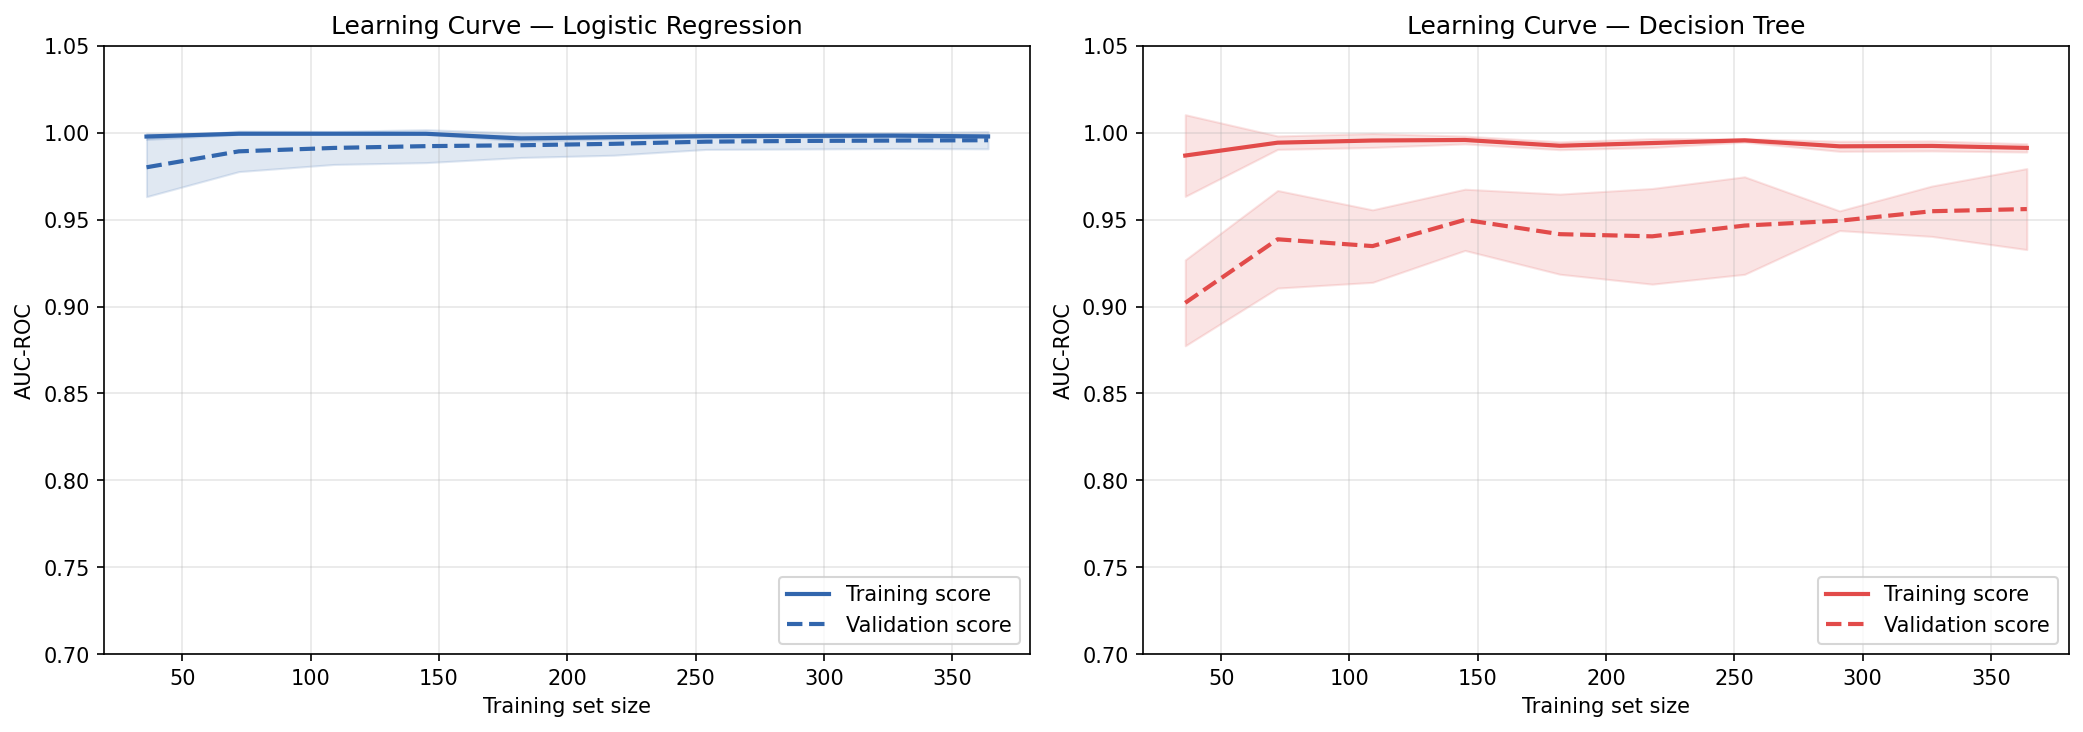 Learning Curve — Logistic Regression
1.05
1.00
0.95
0.90
0.85
0.80
0.75
0.70
AUC-ROC
50 100 150 200 250 300 350
Training set size
Training score
Validation score
Learning Curve — Decision Tree
1.05
1.00
0.95
0.90
0.85
0.80
0.75
0.70
AUC-ROC
50 100 150 200 250 300 350
Training set size
Training score
Validation score